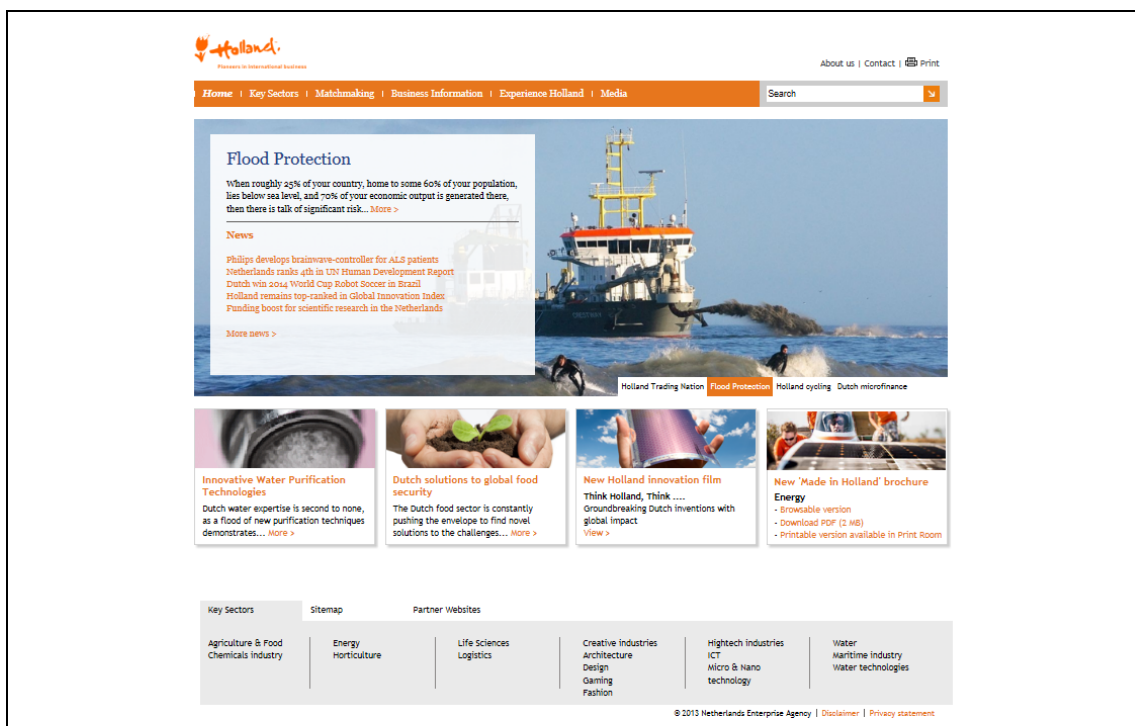 Holland.
Pioneers in international business
About us | Contact | Print
Home | Key Sectors | Matchmaking | Business Information | Experience Holland | Media
Search
Flood Protection
When roughly 25% of your country, home to some 60% of your population,
lies below sea level, and 70% of your economic output is generated there,
then there is talk of significant risk... More >
News
Philips develops brainwave-controller for ALS patients
Netherlands ranks 4th in UN Human Development Report
Dutch win 2014 World Cup Robot Soccer in Brazil
Holland remains top-ranked in Global Innovation Index
Funding boost for scientific research in the Netherlands
More news >
Holland Trading Nation Flood Protection Holland cycling Dutch microfinance
Innovative Water Purification
Technologies
Dutch water expertise is second to none,
as a flood of new purification techniques
demonstrates... More >
Dutch solutions to global food
security
The Dutch food sector is constantly
pushing the envelope to find novel
solutions to the challenges... More >
New Holland innovation film
Think Holland, Think ....
Groundbreaking Dutch inventions with
global impact
View >
New 'Made in Holland' brochure
Energy
- Browsable version
- Download PDF (2 MB)
- Printable version available in Print Room
Key Sectors
Sitemap
Partner Websites
Agriculture & Food
Chemicals industry
Energy
Horticulture
Life Sciences
Logistics
Creative industries
Architecture
Design
Gaming
Fashion
Hightech industries
ICT
Micro & Nano
technology
Water
Maritime industry
Water technologies
© 2013 Netherlands Enterprise Agency | Disclaimer | Privacy statement